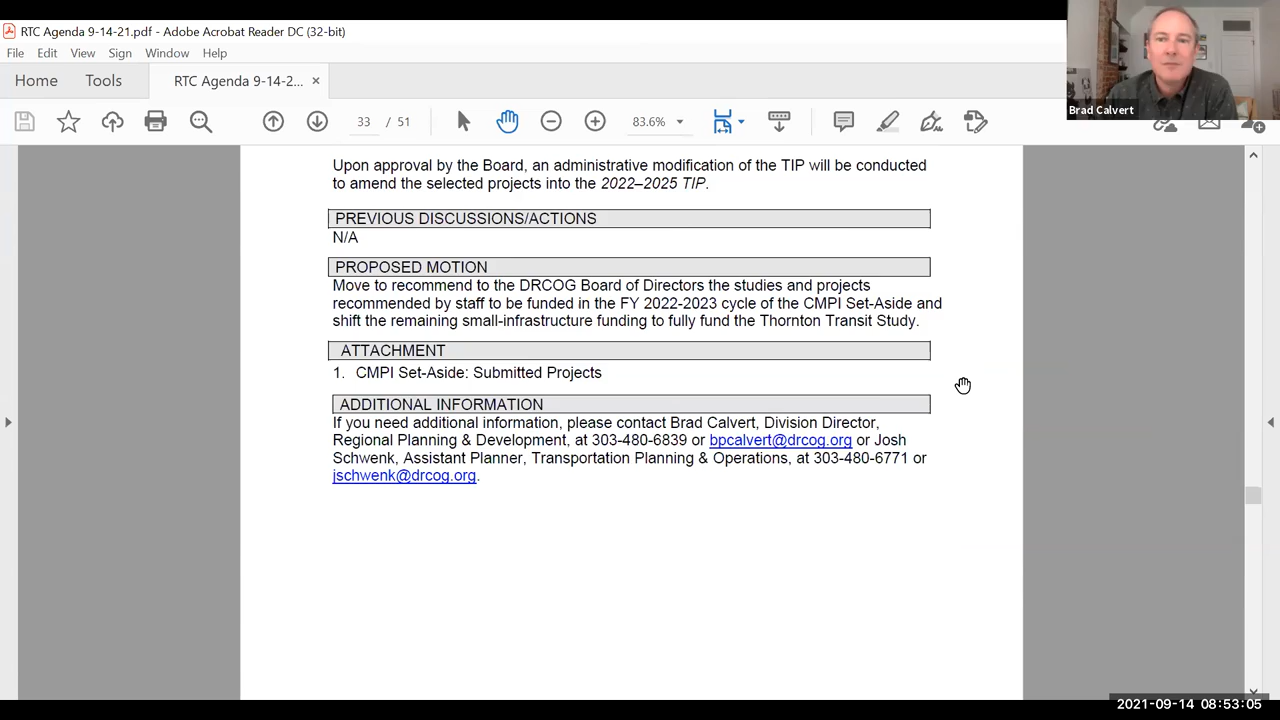 RTC Agenda 9-14-21.pdf - Adobe Acrobat Reader DC (32-bit)
File Edit View Sign Window Help
Home Tools RTC Agenda 9-14-2... ×
33 / 51 83.6%
Brad Calvert
Upon approval by the Board, an administrative modification of the TIP will be conducted
to amend the selected projects into the 2022–2025 TIP.
PREVIOUS DISCUSSIONS/ACTIONS
N/A
PROPOSED MOTION
Move to recommend to the DRCOG Board of Directors the studies and projects
recommended by staff to be funded in the FY 2022-2023 cycle of the CMPI Set-Aside and
shift the remaining small-infrastructure funding to fully fund the Thornton Transit Study.
ATTACHMENT
1. CMPI Set-Aside: Submitted Projects
ADDITIONAL INFORMATION
If you need additional information, please contact Brad Calvert, Division Director,
Regional Planning & Development, at 303-480-6839 or bpcalvert@drcog.org or Josh
Schwenk, Assistant Planner, Transportation Planning & Operations, at 303-480-6771 or
jschwenk@drcog.org.
2021-09-14 08:53:05